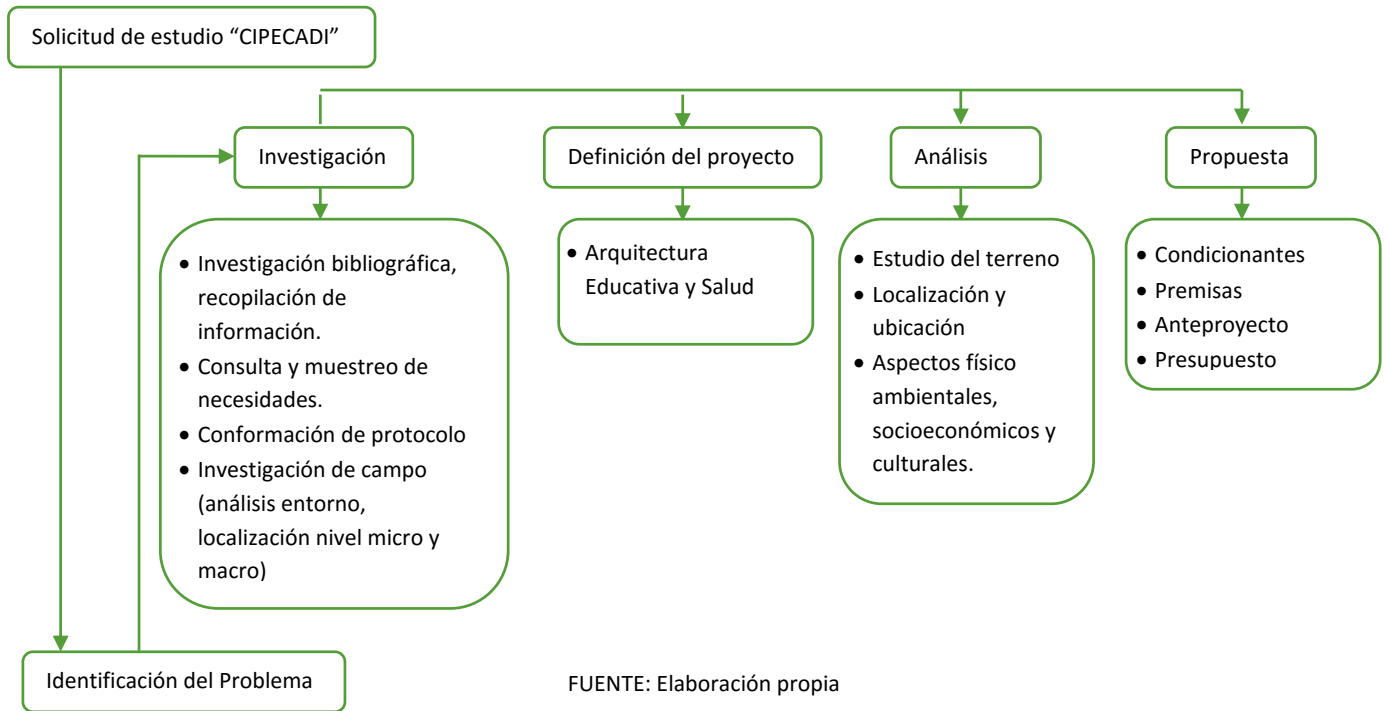 Solicitud de estudio “CIPECADI”
Investigación
Definición del proyecto
Análisis
Propuesta
• Investigación bibliográfica,
recopilación de
información.
• Consulta y muestreo de
necesidades.
• Conformación de protocolo
• Investigación de campo
(análisis entorno,
localización nivel micro y
macro)
• Arquitectura
Educativa y Salud
• Estudio del terreno
• Localización y
ubicación
• Aspectos físico
ambientales,
socioeconómicos y
culturales.
• Condicionantes
• Premisas
• Anteproyecto
• Presupuesto
Identificación del Problema
FUENTE: Elaboración propia